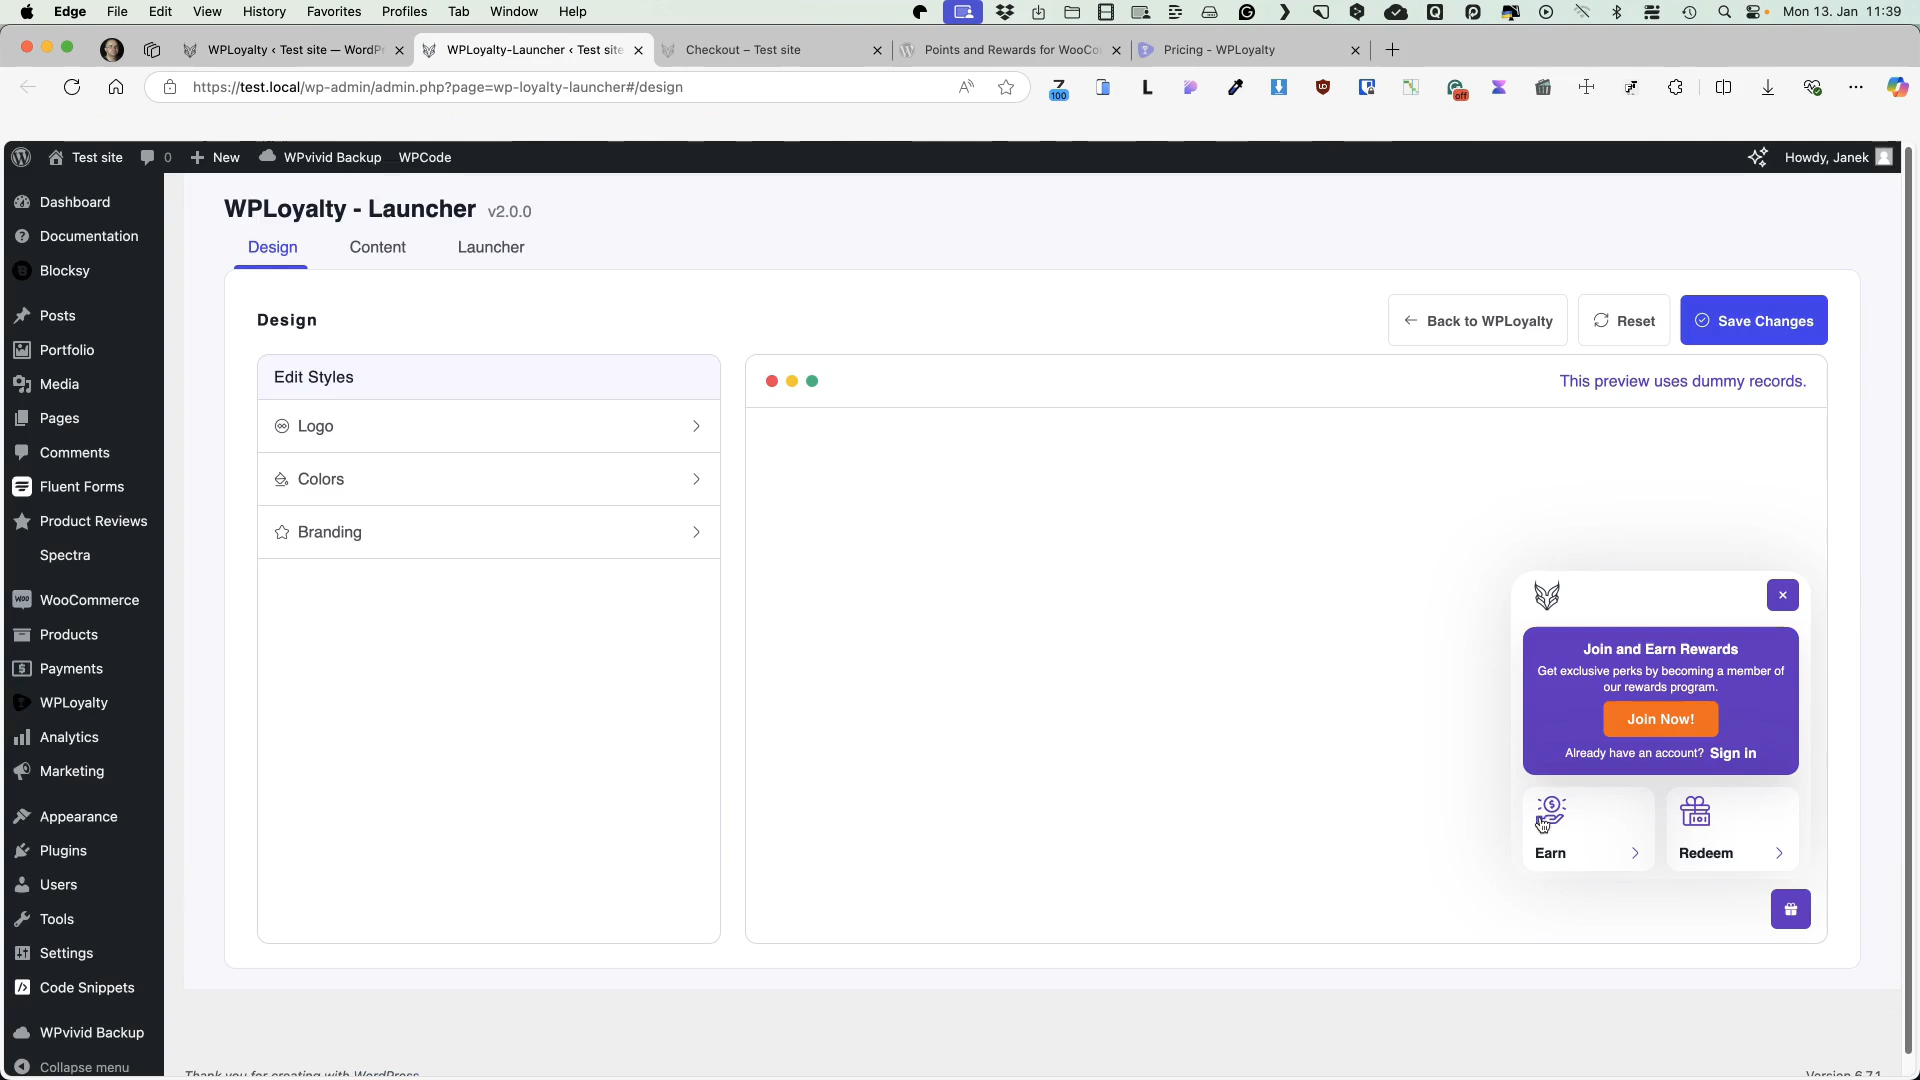 Edge File Edit View History Favorites Profiles Tab Window Help
Mon 13. Jan 11:39
WPLoyalty ‹ Test site — WordPr
WPLoyalty-Launcher ‹ Test site
Checkout – Test site
Points and Rewards for WooCo
Pricing - WPLoyalty
https://test.local/wp-admin/admin.php?page=wp-loyalty-launcher#/design
100
off
Test site 0 New WPvivid Backup WPCode
Howdy, Janek
Dashboard
Documentation
Blocksy
Posts
Portfolio
Media
Pages
Comments
Fluent Forms
Product Reviews
Spectra
WooCommerce
Products
Payments
WPLoyalty
Analytics
Marketing
Appearance
Plugins
Users
Tools
Settings
Code Snippets
WPvivid Backup
Collapse menu
WPLoyalty - Launcher v2.0.0
Design Content Launcher
Design
Back to WPLoyalty
Reset
Save Changes
Edit Styles
Logo
Colors
Branding
This preview uses dummy records.
Join and Earn Rewards
Get exclusive perks by becoming a member of
our rewards program.
Join Now!
Already have an account? Sign in
Earn
Redeem
Thank you for creating with WordPress
Version 6.7.1